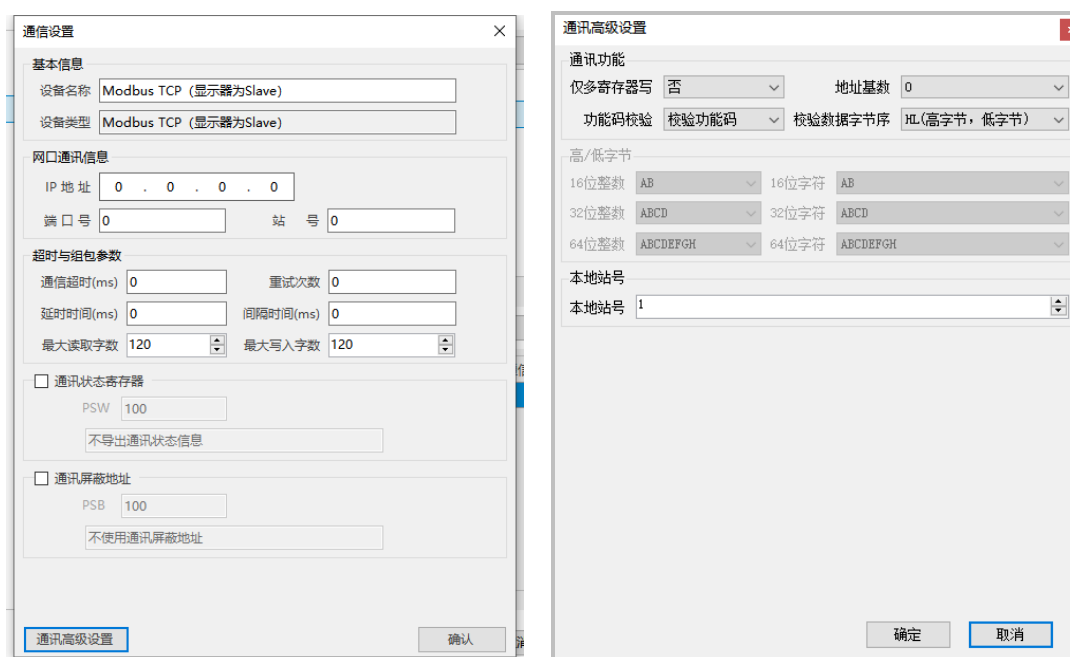 通信设置
基本信息
设备名称 Modbus TCP（显示器为Slave）
设备类型 Modbus TCP（显示器为Slave）
网口通讯信息
IP 地址 0 . 0 . 0 . 0
端口号 0 站 号 0
超时与组包参数
通信超时(ms) 0 重试次数 0
延时时间(ms) 0 间隔时间(ms) 0
最大读取字数 120 最大写入字数 120
通讯状态寄存器
PSW 100
不导出通讯状态信息
通讯屏蔽地址
PSB 100
不使用通讯屏蔽地址
通讯高级设置 确认
通讯高级设置
通讯功能
仅多寄存器写 否 地址基数 0
功能码校验 校验功能码 校验数据字节序 HL(高字节，低字节)
高/低字节
16位整数 AB 16位字符 AB
32位整数 ABCD 32位字符 ABCD
64位整数 ABCDEFGH 64位字符 ABCDEFGH
本地站号
本地站号 1
确定 取消